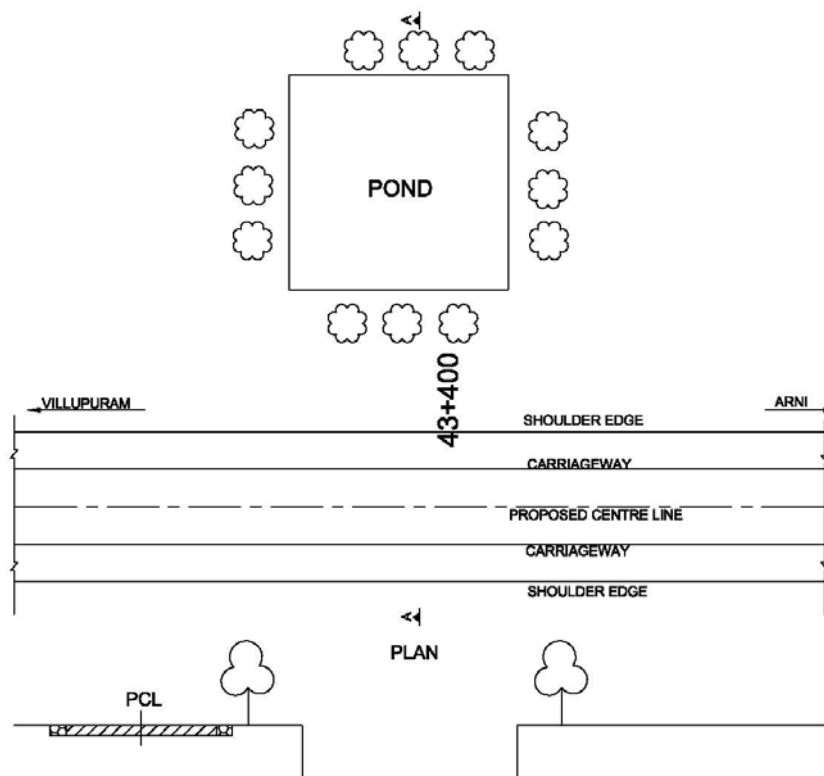 A
POND
43+400
VILLUPURAM
ARNI
SHOULDER EDGE
CARRIAGEWAY
PROPOSED CENTRE LINE
CARRIAGEWAY
SHOULDER EDGE
A
PLAN
PCL